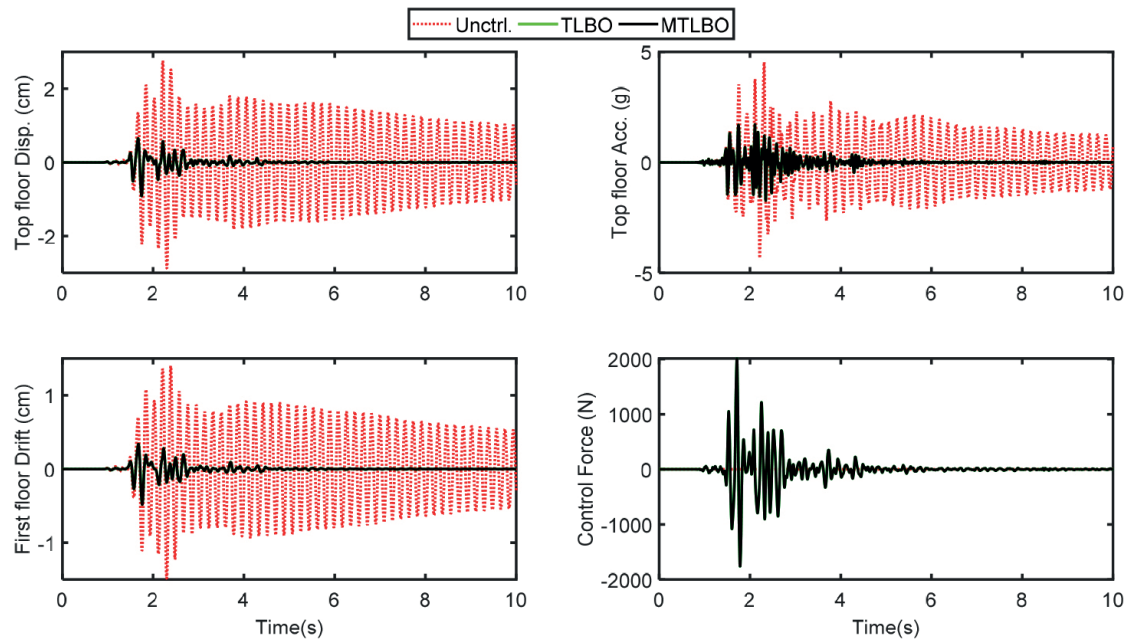 Unctrl. TLBO MTLBO
Top floor Disp. (cm)
2
0
-2
0 2 4 6 8 10
Top floor Acc. (g)
5
0
-5
0 2 4 6 8 10
First floor Drift (cm)
1
0
-1
0 2 4 6 8 10
Time(s)
Control Force (N)
2000
1000
0
-1000
-2000
0 2 4 6 8 10
Time(s)